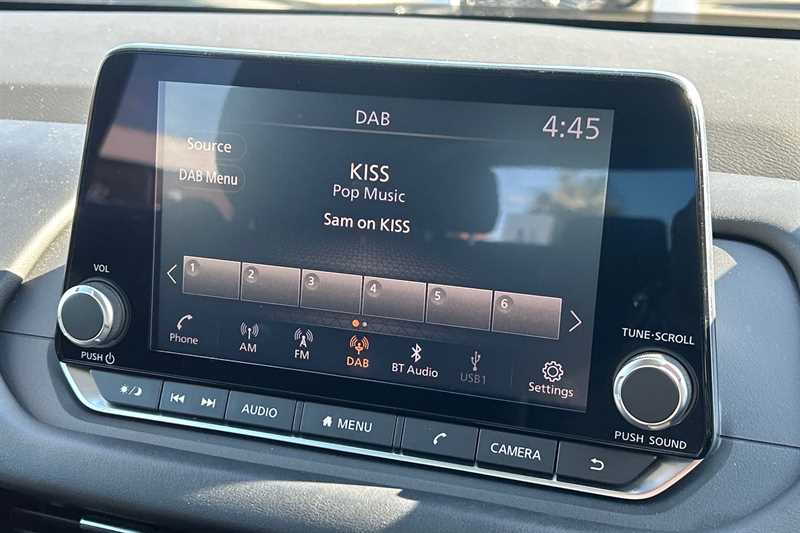 DAB
4:45
Source
KISS
DAB Menu
Pop Music
Sam on KISS
1 2 3 4 5 6
VOL
PUSH
Phone
AM
FM
DAB
BT Audio
USB1
Settings
TUNE·SCROLL
PUSH SOUND
AUDIO
MENU
CAMERA